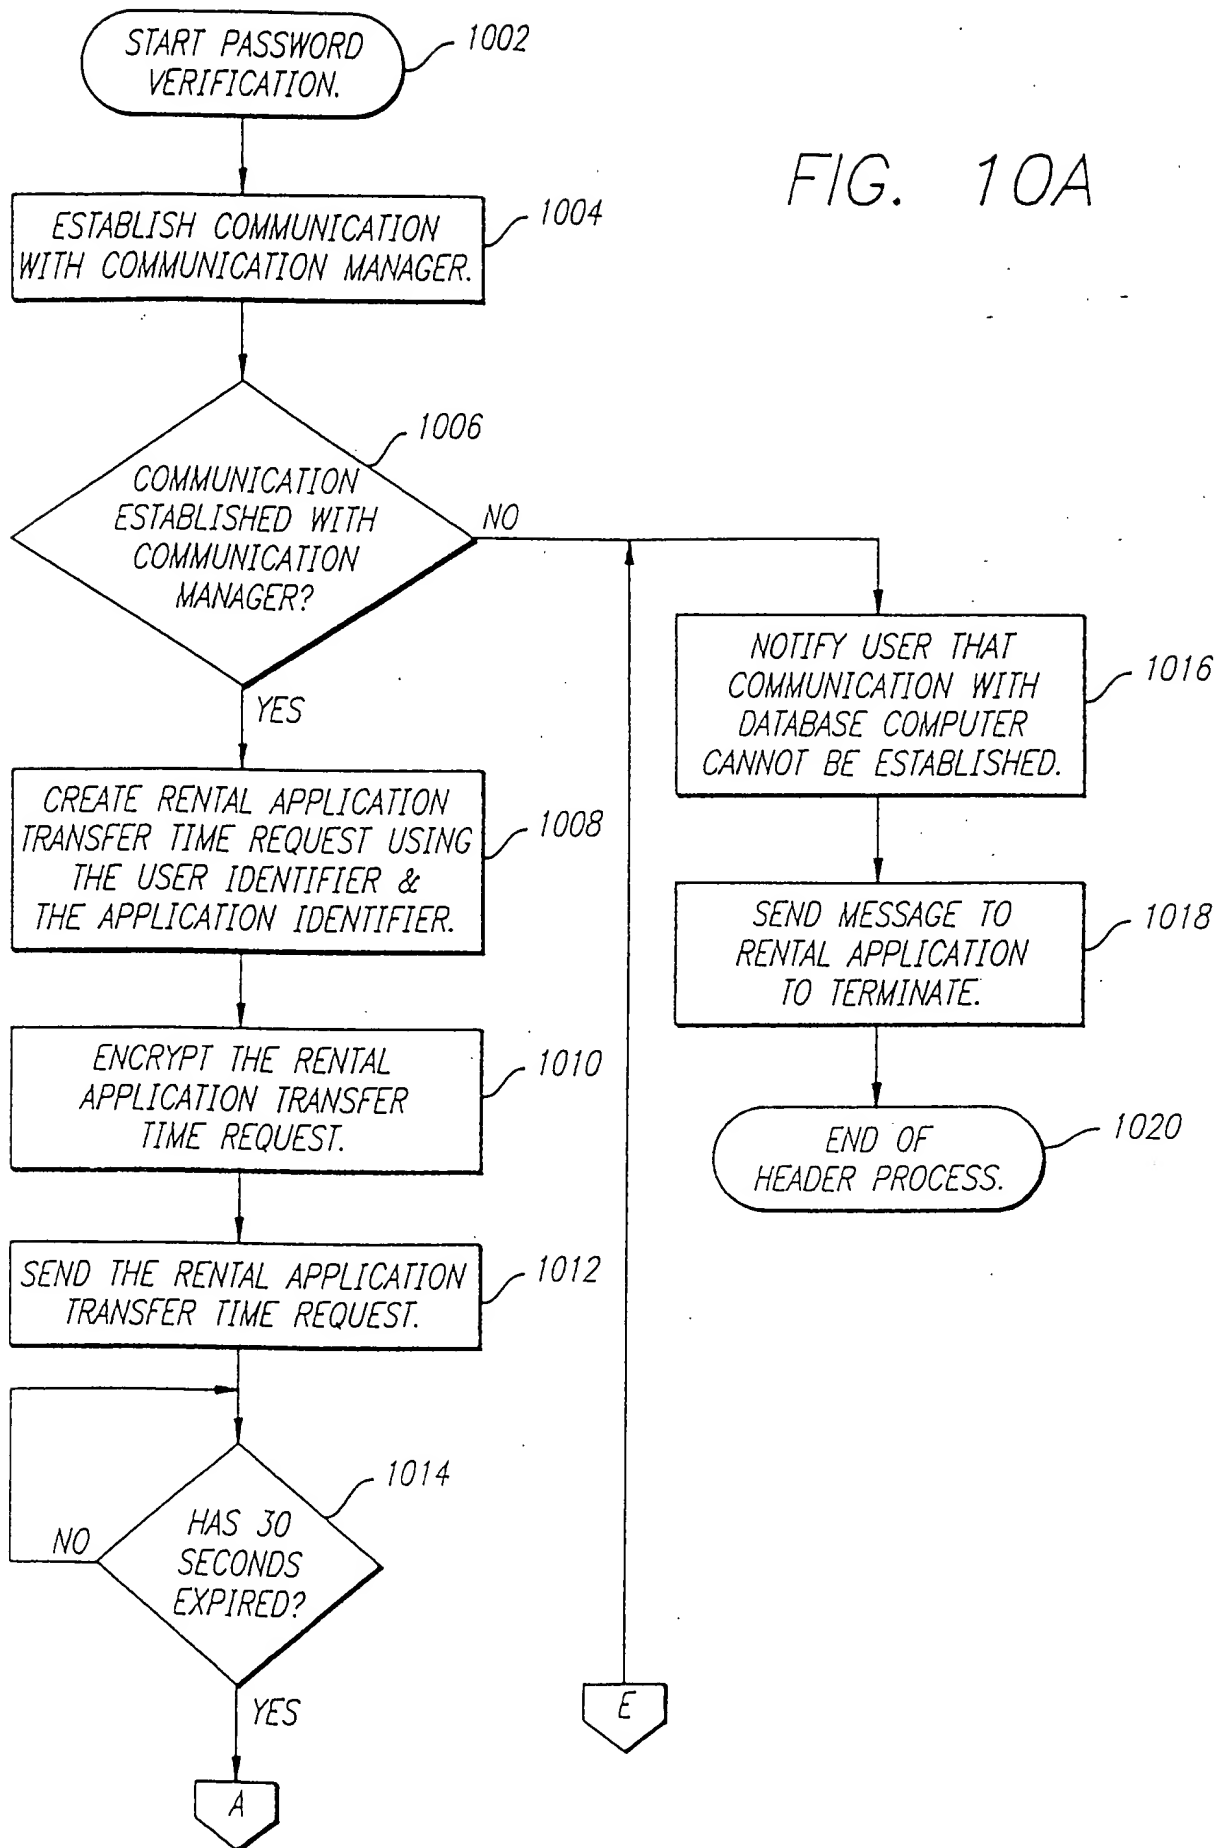 START PASSWORD
VERIFICATION.
1002
FIG. 10A
ESTABLISH COMMUNICATION
WITH COMMUNICATION MANAGER.
1004
COMMUNICATION
ESTABLISHED WITH
COMMUNICATION
MANAGER?
1006
NO
YES
NOTIFY USER THAT
COMMUNICATION WITH
DATABASE COMPUTER
CANNOT BE ESTABLISHED.
1016
CREATE RENTAL APPLICATION
TRANSFER TIME REQUEST USING
THE USER IDENTIFIER &
THE APPLICATION IDENTIFIER.
1008
SEND MESSAGE TO
RENTAL APPLICATION
TO TERMINATE.
1018
ENCRYPT THE RENTAL
APPLICATION TRANSFER
TIME REQUEST.
1010
END OF
HEADER PROCESS.
1020
SEND THE RENTAL APPLICATION
TRANSFER TIME REQUEST.
1012
HAS 30
SECONDS
EXPIRED?
1014
NO
YES
E
A